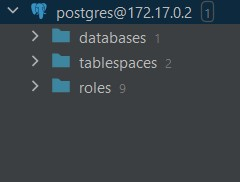 postgres@172.17.0.2 1
databases 1
tablespaces 2
roles 9